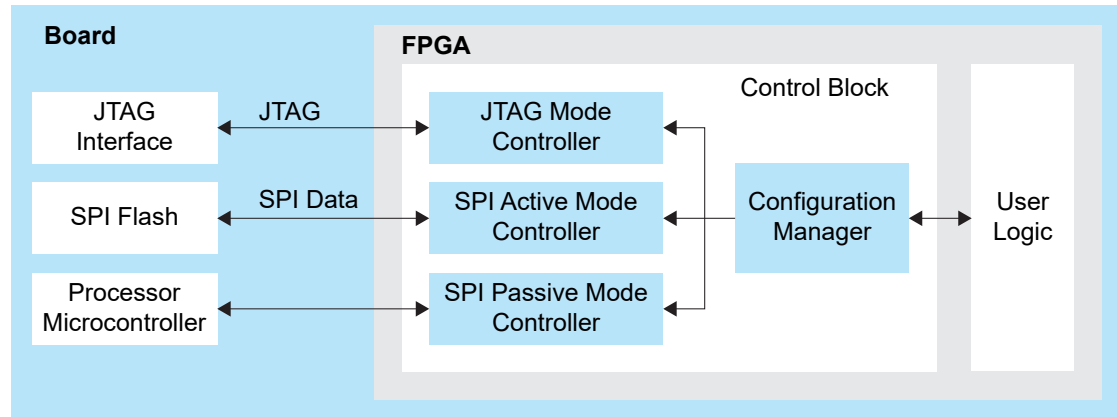 Board
FPGA
Control Block
JTAG
Interface
JTAG
JTAG Mode
Controller
SPI Flash
SPI Data
SPI Active Mode
Controller
Configuration
Manager
User
Logic
Processor
Microcontroller
SPI Passive Mode
Controller